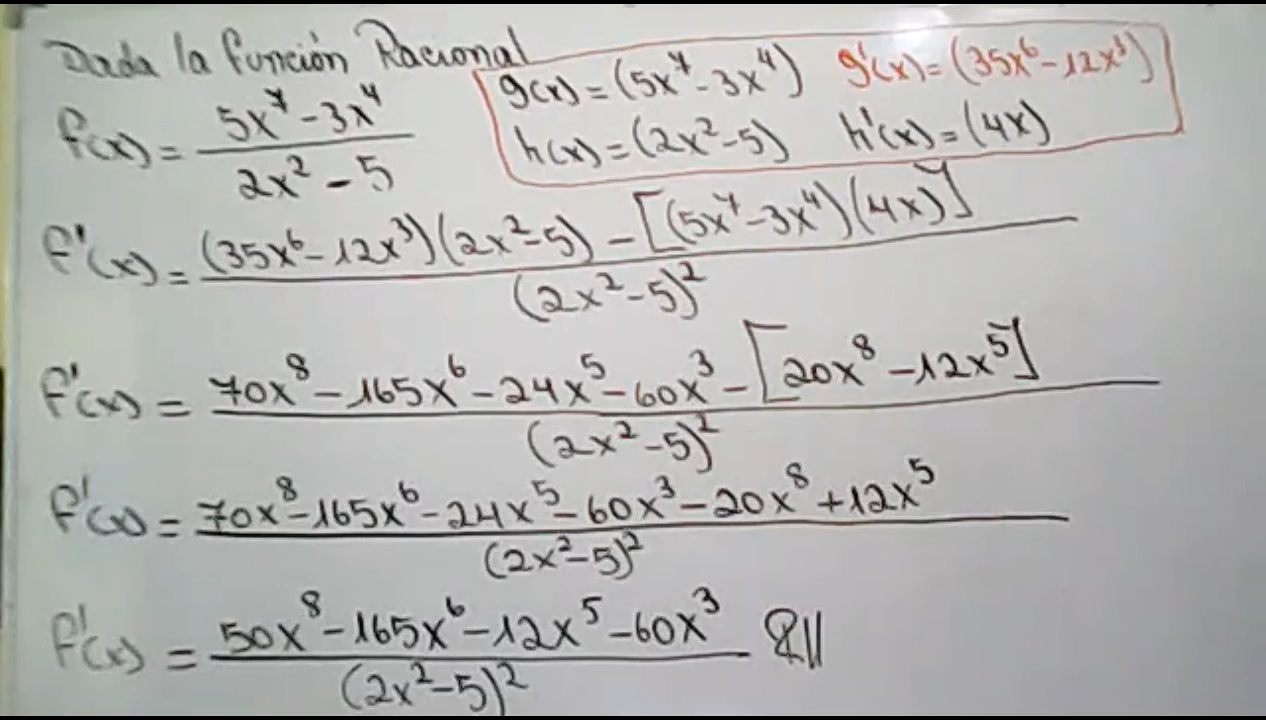 Dada la función Racional
g(x) = (5x⁷ - 3x⁴) g'(x) = (35x⁶ - 12x³)
h(x) = (2x² - 5) h'(x) = (4x)
f(x) = (5x⁷ - 3x⁴) / (2x² - 5)
f'(x) = ((35x⁶ - 12x³)(2x² - 5) - [(5x⁷ - 3x⁴)(4x)]) / (2x² - 5)²
f'(x) = (70x⁸ - 165x⁶ - 24x⁵ - 60x³ - [20x⁸ - 12x⁵]) / (2x² - 5)²
f'(x) = (70x⁸ - 165x⁶ - 24x⁵ - 60x³ - 20x⁸ + 12x⁵) / (2x² - 5)²
f'(x) = (50x⁸ - 165x⁶ - 12x⁵ - 60x³) / (2x² - 5)² R//